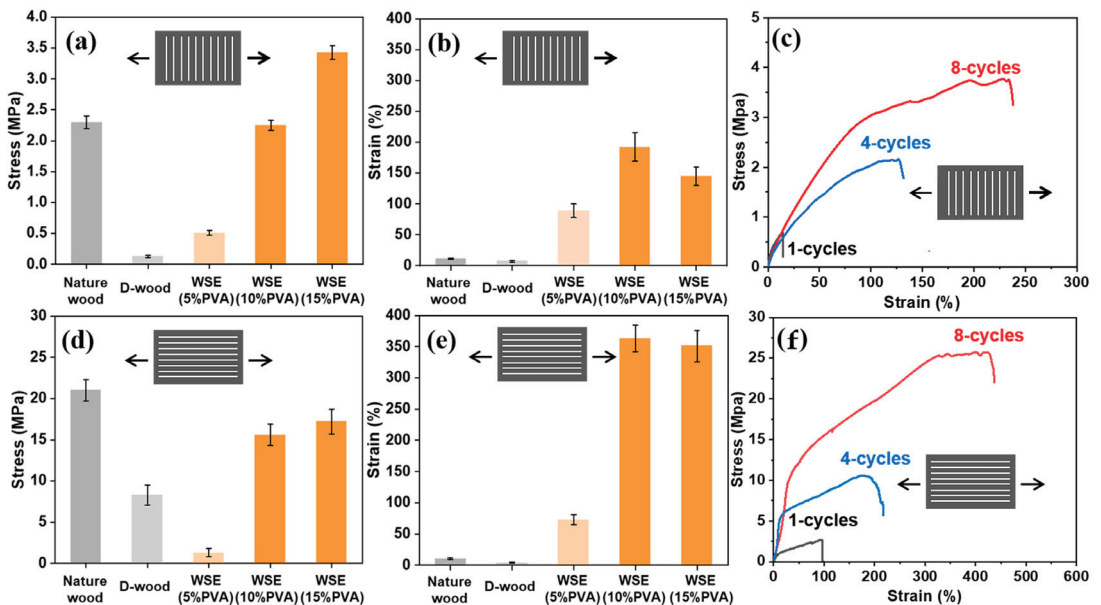 (a)
Stress (MPa)
4.0
3.5
3.0
2.5
2.0
1.5
1.0
0.5
0.0
Nature wood
D-wood
WSE (5%PVA)
WSE (10%PVA)
WSE (15%PVA)
(b)
Strain (%)
400
350
300
250
200
150
100
50
0
Nature wood
D-wood
WSE (5%PVA)
WSE (10%PVA)
WSE (15%PVA)
(c)
Stress (Mpa)
5
4
3
2
1
0
8-cycles
4-cycles
1-cycles
0
50
100
150
200
250
300
Strain (%)
(d)
Stress (MPa)
30
25
20
15
10
5
0
Nature wood
D-wood
WSE (5%PVA)
WSE (10%PVA)
WSE (15%PVA)
(e)
Strain (%)
400
350
300
250
200
150
100
50
0
Nature wood
D-wood
WSE (5%PVA)
WSE (10%PVA)
WSE (15%PVA)
(f)
Stress (Mpa)
30
25
20
15
10
5
0
8-cycles
4-cycles
1-cycles
0
100
200
300
400
500
600
Strain (%)